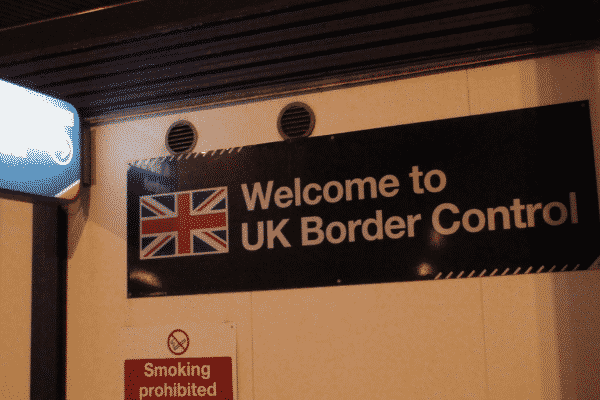 Welcome to
UK Border Control
Smoking
prohibited